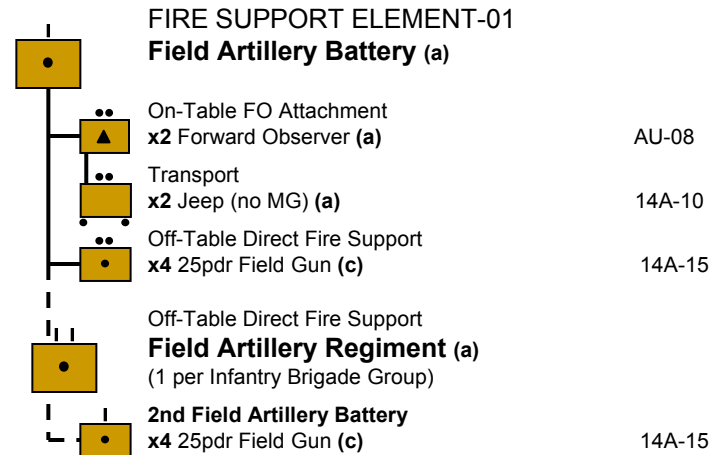 FIRE SUPPORT ELEMENT-01
Field Artillery Battery (a)
On-Table FO Attachment
x2 Forward Observer (a) AU-08
Transport
x2 Jeep (no MG) (a) 14A-10
Off-Table Direct Fire Support
x4 25pdr Field Gun (c) 14A-15
Off-Table Direct Fire Support
Field Artillery Regiment (a)
(1 per Infantry Brigade Group)
2nd Field Artillery Battery
x4 25pdr Field Gun (c) 14A-15